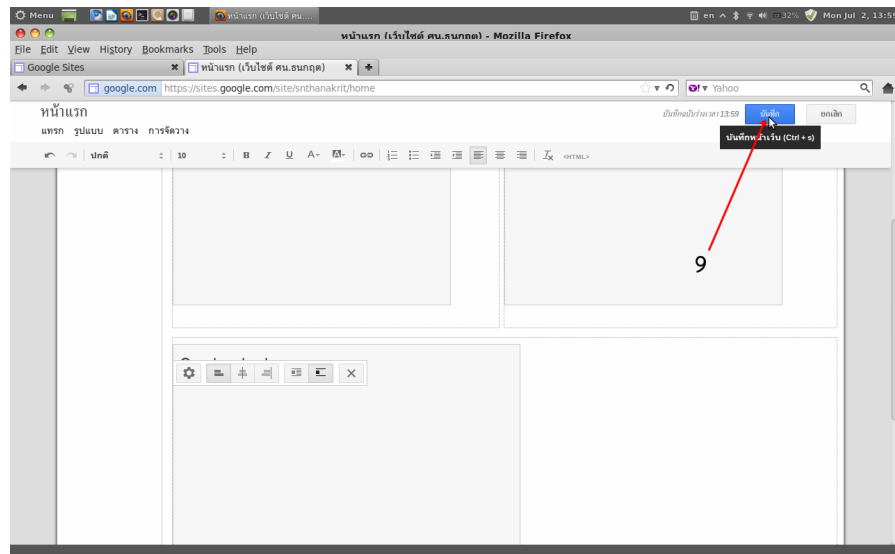 Menu
หน้าแรก (เว็บไซต์ ศน....
en
32%
Mon Jul 2, 13:59
หน้าแรก (เว็บไซต์ ศน.ธนกฤต) - Mozilla Firefox
File Edit View History Bookmarks Tools Help
Google Sites
หน้าแรก (เว็บไซต์ ศน.ธนกฤต)
google.com https://sites.google.com/site/snthanakrit/home
Yahoo
หน้าแรก
บันทึกฉบับร่างเวลา 13:59
บันทึก
ยกเลิก
แทรก รูปแบบ ตาราง การจัดวาง
บันทึกหน้าเว็บ (Ctrl + s)
ปกติ
10
B I U A
<HTML>
9